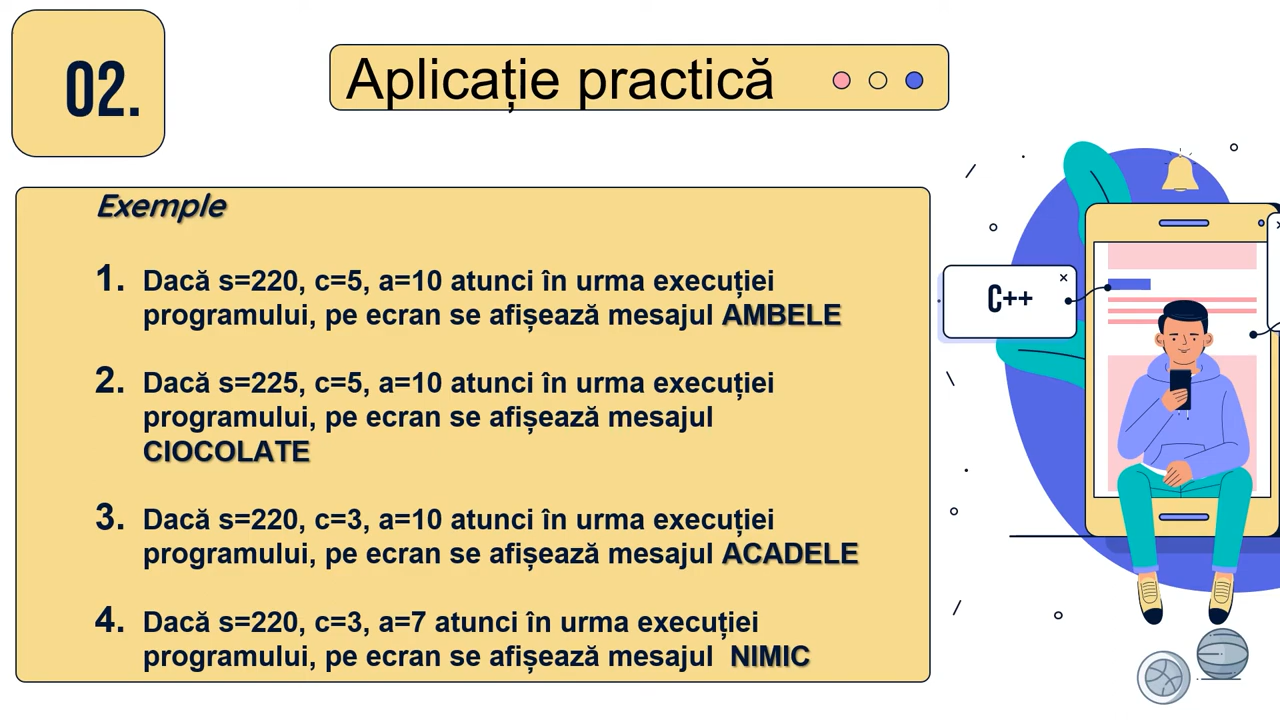 02.
Aplicație practică
Exemple
1. Dacă s=220, c=5, a=10 atunci în urma execuției
programului, pe ecran se afișează mesajul AMBELE
2. Dacă s=225, c=5, a=10 atunci în urma execuției
programului, pe ecran se afișează mesajul
CIOCOLATE
3. Dacă s=220, c=3, a=10 atunci în urma execuției
programului, pe ecran se afișează mesajul ACADELE
4. Dacă s=220, c=3, a=7 atunci în urma execuției
programului, pe ecran se afișează mesajul NIMIC
C++